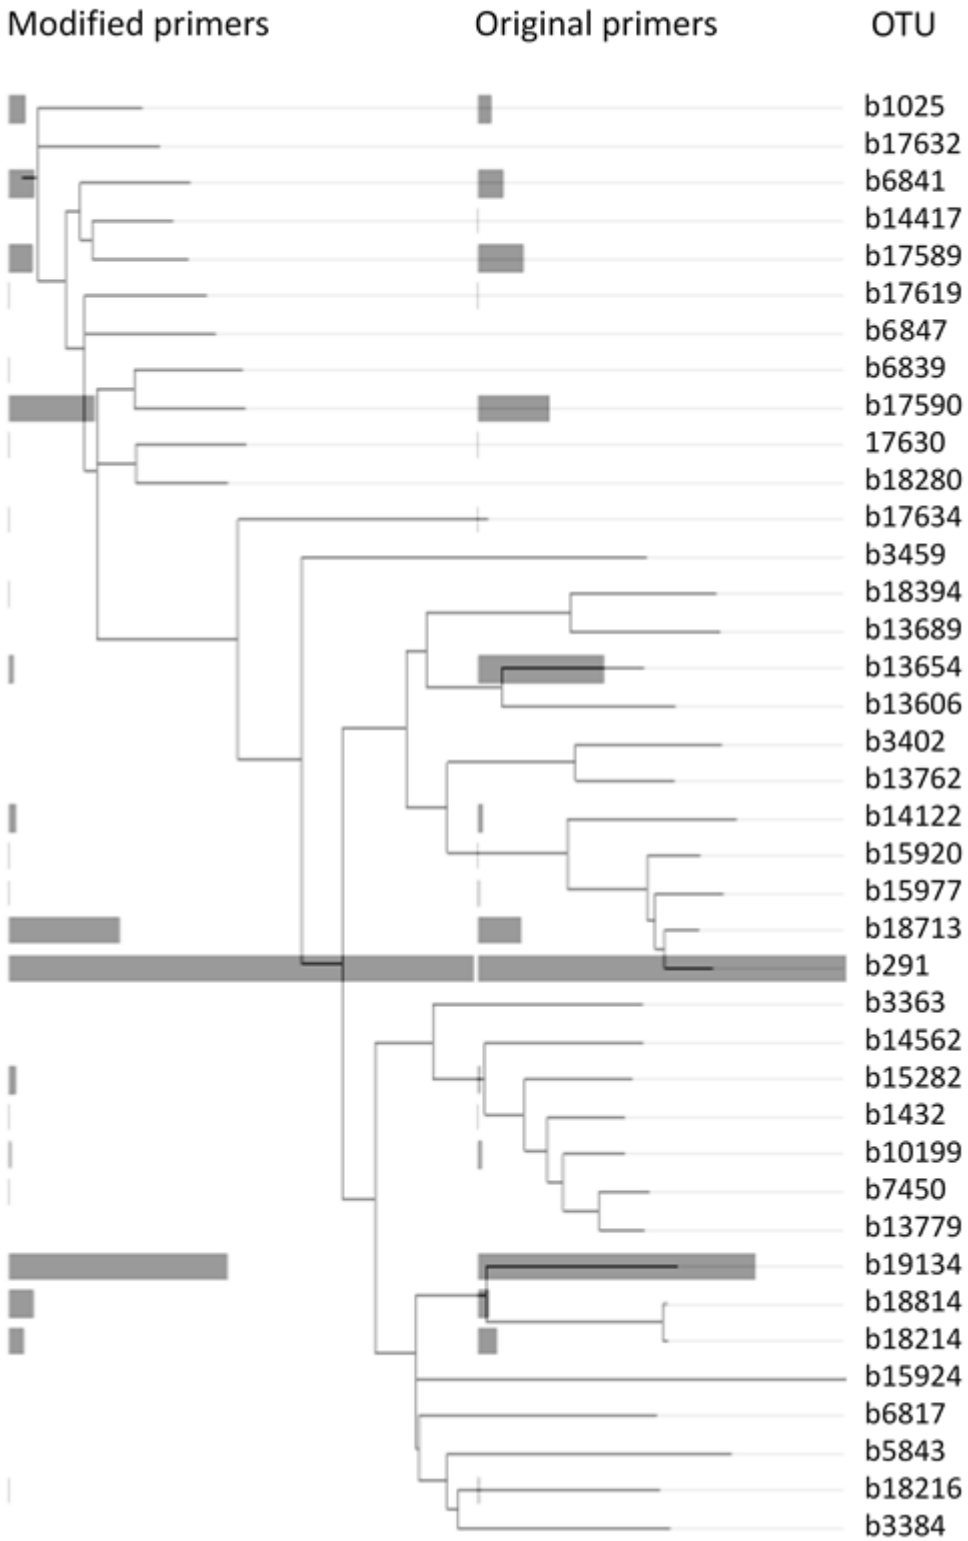 Modified primers Original primers OTU
b1025
b17632
b6841
b14417
b17589
b17619
b6847
b6839
b17590
17630
b18280
b17634
b3459
b18394
b13689
b13654
b13606
b3402
b13762
b14122
b15920
b15977
b18713
b291
b3363
b14562
b15282
b1432
b10199
b7450
b13779
b19134
b18814
b18214
b15924
b6817
b5843
b18216
b3384